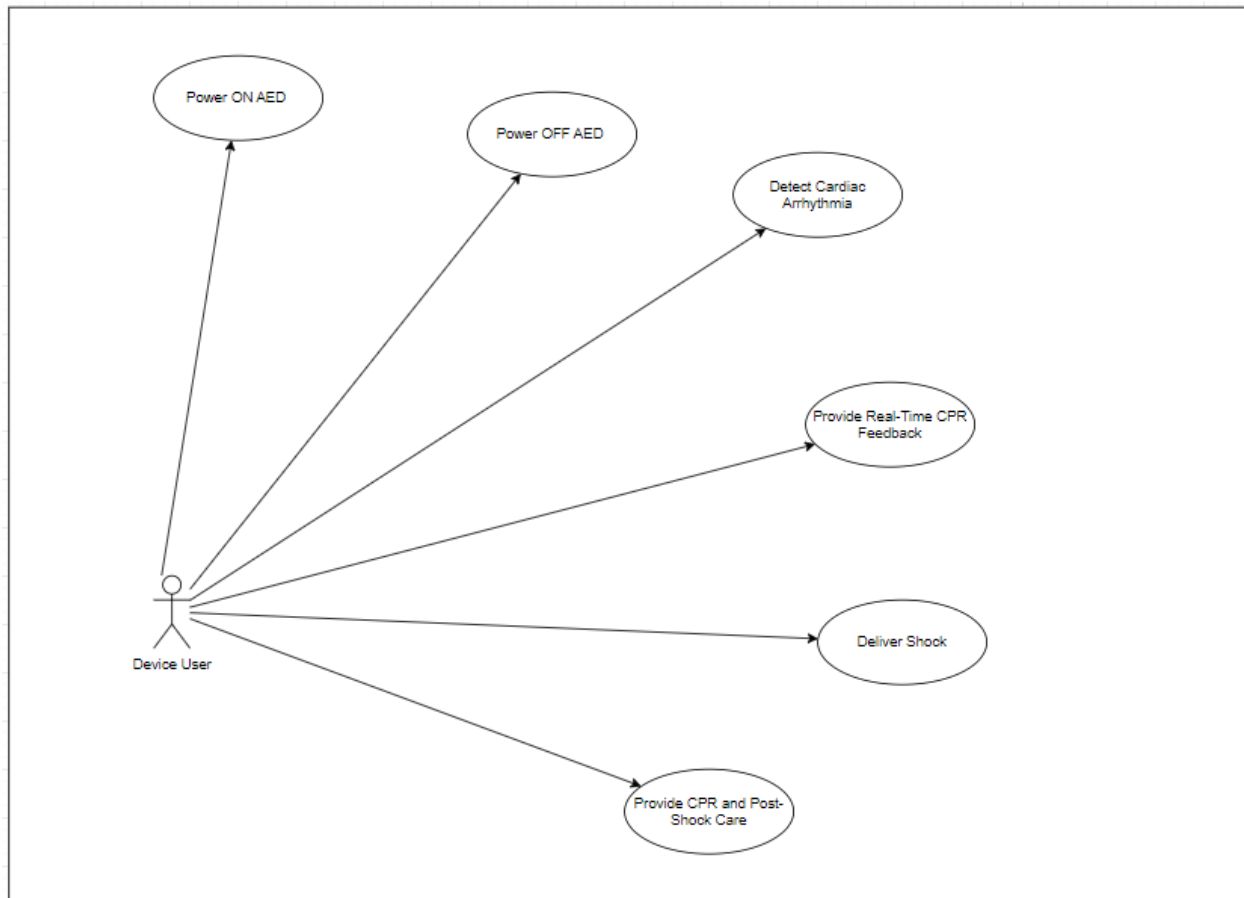 Power ON AED
Power OFF AED
Detect Cardiac
Arrhythmia
Provide Real-Time CPR
Feedback
Deliver Shock
Device User
Provide CPR and Post-
Shock Care